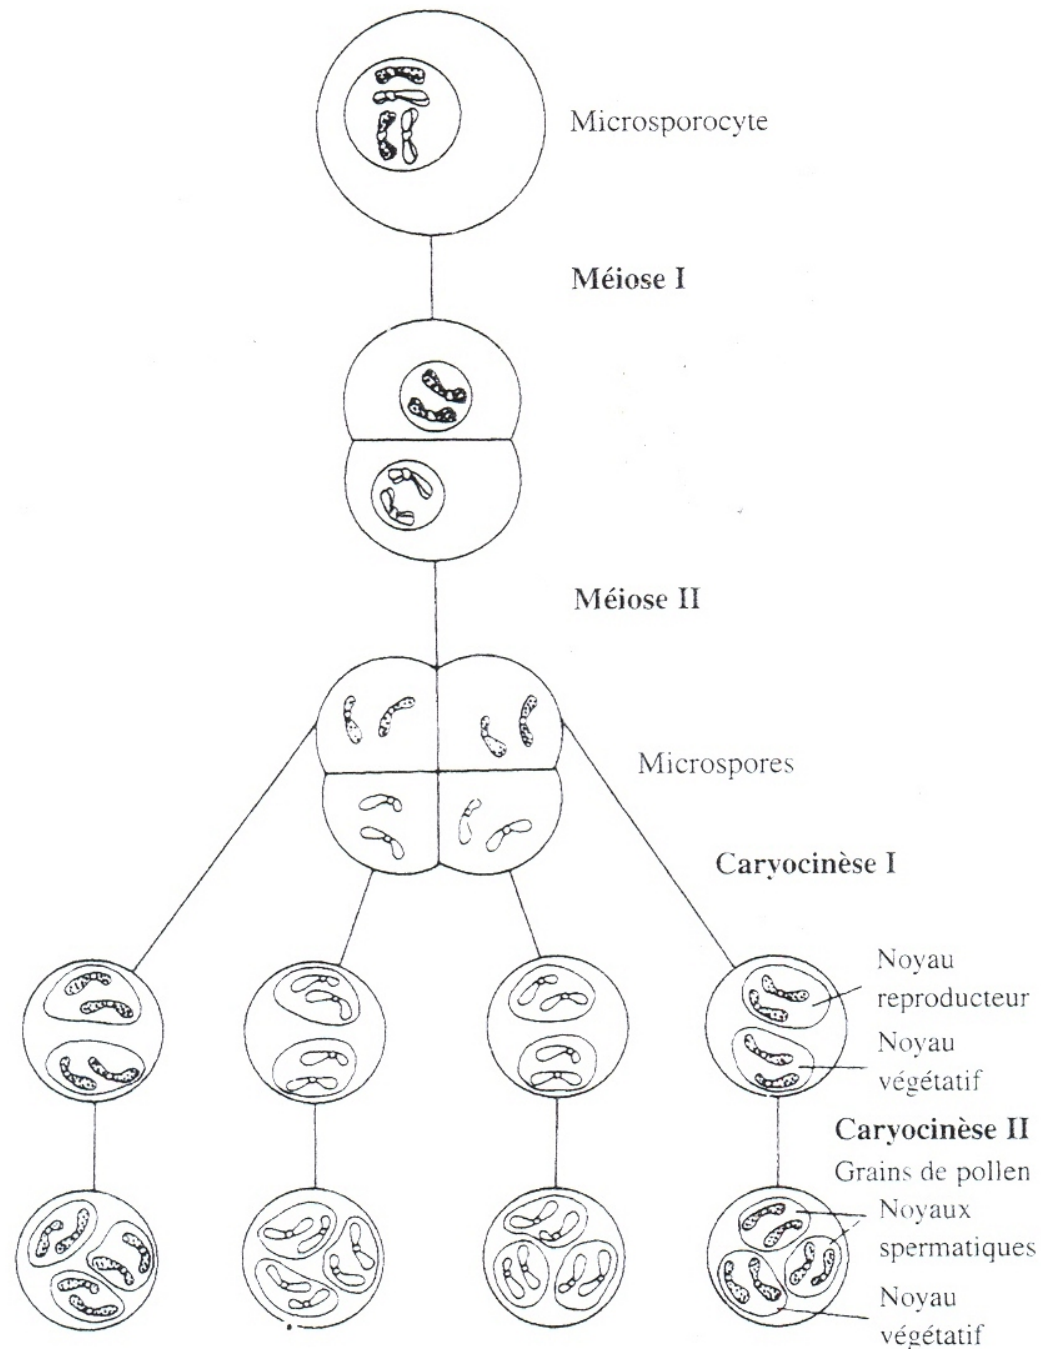 Microsporocyte
Méiose I
Méiose II
Microspores
Caryocinèse I
Noyau
reproducteur
Noyau
végétatif
Caryocinèse II
Grains de pollen
Noyaux
spermatiques
Noyau
végétatif